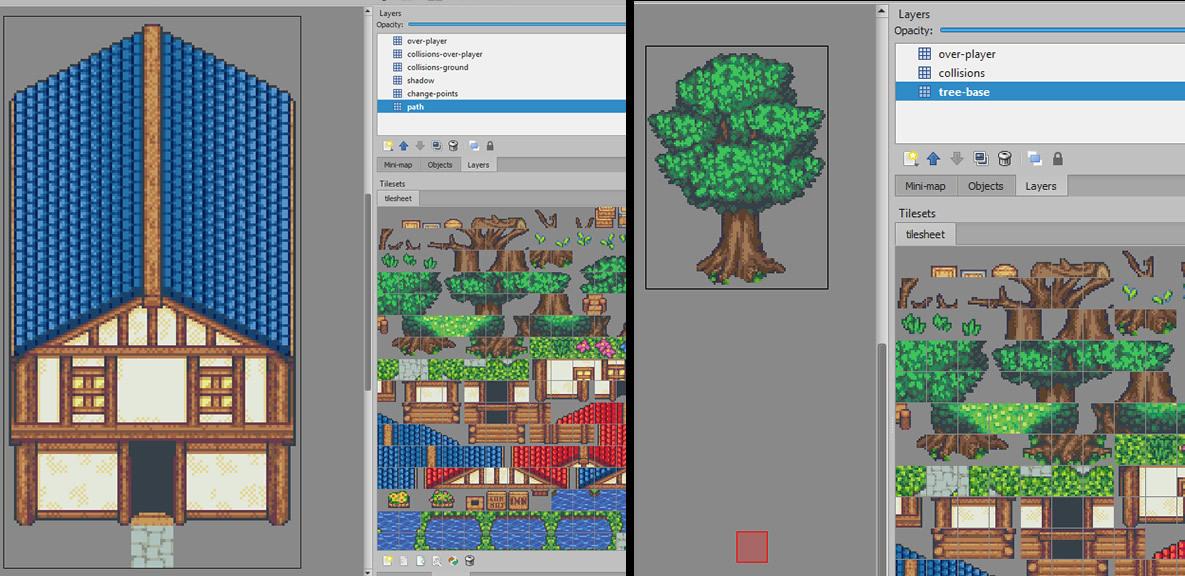 Layers
Opacity:
over-player
collisions-over-player
collisions-ground
shadow
change-points
path
Mini-map Objects Layers
Tilesets
tilesheet
INN
Layers
Opacity:
over-player
collisions
tree-base
Mini-map Objects Layers
Tilesets
tilesheet